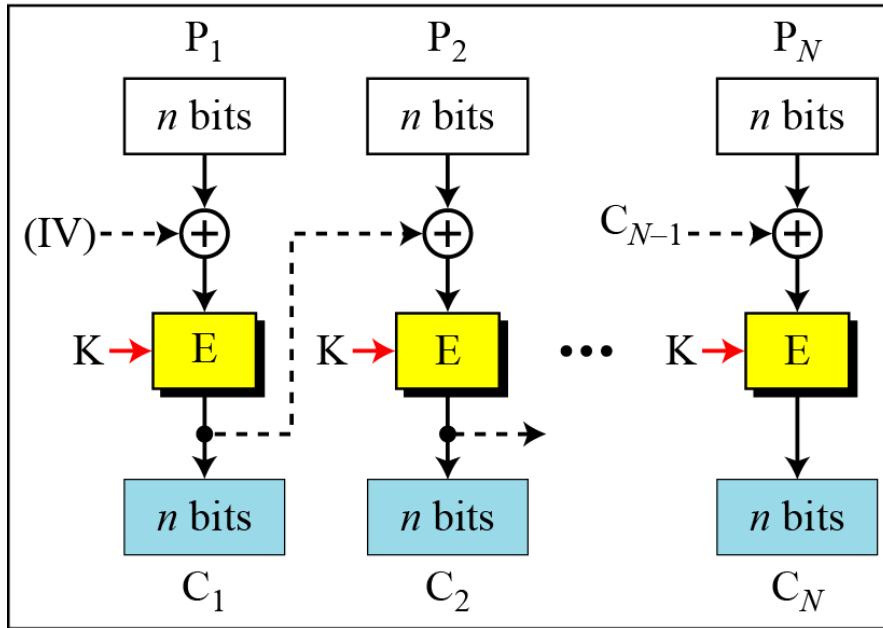 P1 P2 PN
n bits n bits n bits
(IV) + + CN–1 +
K E K E ••• K E
n bits n bits n bits
C1 C2 CN